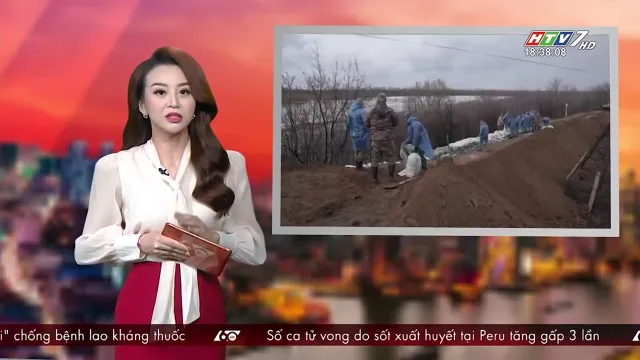 HTV7 HD
18:38:08
i" chống bệnh lao kháng thuốc 60 Số ca tử vong do sốt xuất huyết tại Peru tăng gấp 3 lần